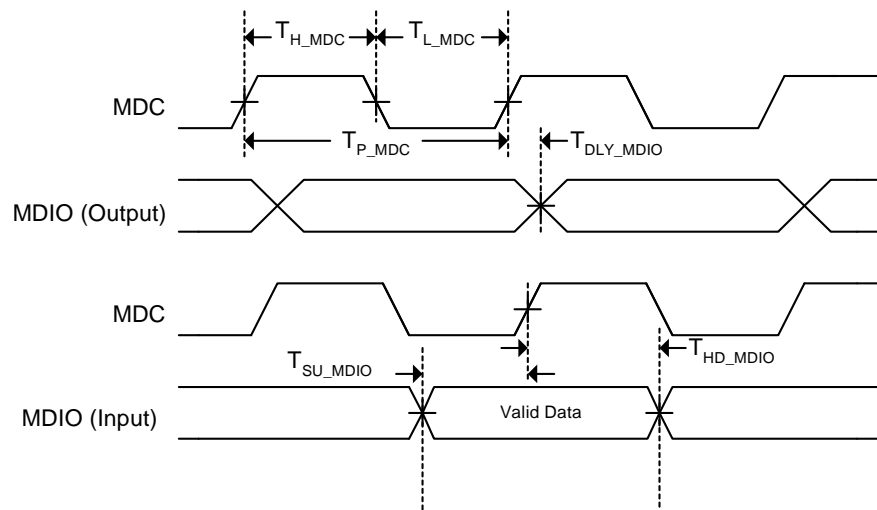 T_H_MDC T_L_MDC
MDC
T_P_MDC T_DLY_MDIO
MDIO (Output)
MDC
T_SU_MDIO T_HD_MDIO
MDIO (Input) Valid Data